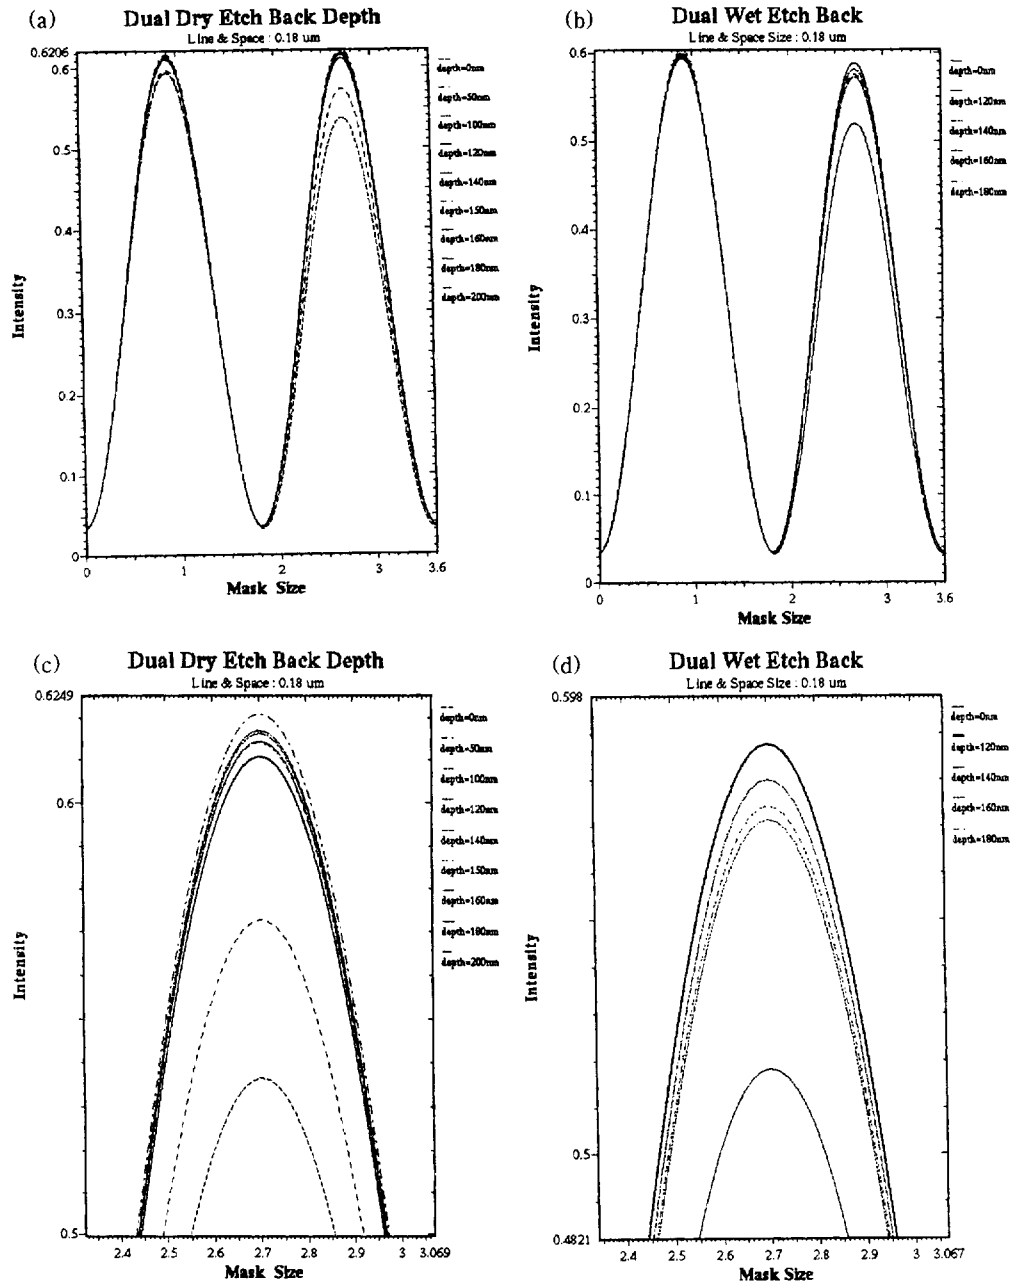 (a)
Dual Dry Etch Back Depth
Line & Space : 0.18 um
0.6206
0.6
0.5
0.4
0.3
0.2
0.1
0
0
1
2
3
3.6
Intensity
Mask Size
depth=0nm
depth=50nm
depth=100nm
depth=120nm
depth=140nm
depth=150nm
depth=160nm
depth=180nm
depth=200nm
(b)
Dual Wet Etch Back
Line & Space Size : 0.18 um
0.6
0.5
0.4
0.3
0.2
0.1
0
0
1
2
3
3.6
Intensity
Mask Size
depth=0nm
depth=120nm
depth=140nm
depth=160nm
depth=180nm
(c)
Dual Dry Etch Back Depth
Line & Space : 0.18 um
0.6249
0.6
0.5
2.4
2.5
2.6
2.7
2.8
2.9
3
3.069
Intensity
Mask Size
depth=0nm
depth=50nm
depth=100nm
depth=120nm
depth=140nm
depth=150nm
depth=160nm
depth=180nm
depth=200nm
(d)
Dual Wet Etch Back
Line & Space Size : 0.18 um
0.598
0.5
0.4821
2.4
2.5
2.6
2.7
2.8
2.9
3
3.067
Intensity
Mask Size
depth=0nm
depth=120nm
depth=140nm
depth=160nm
depth=180nm